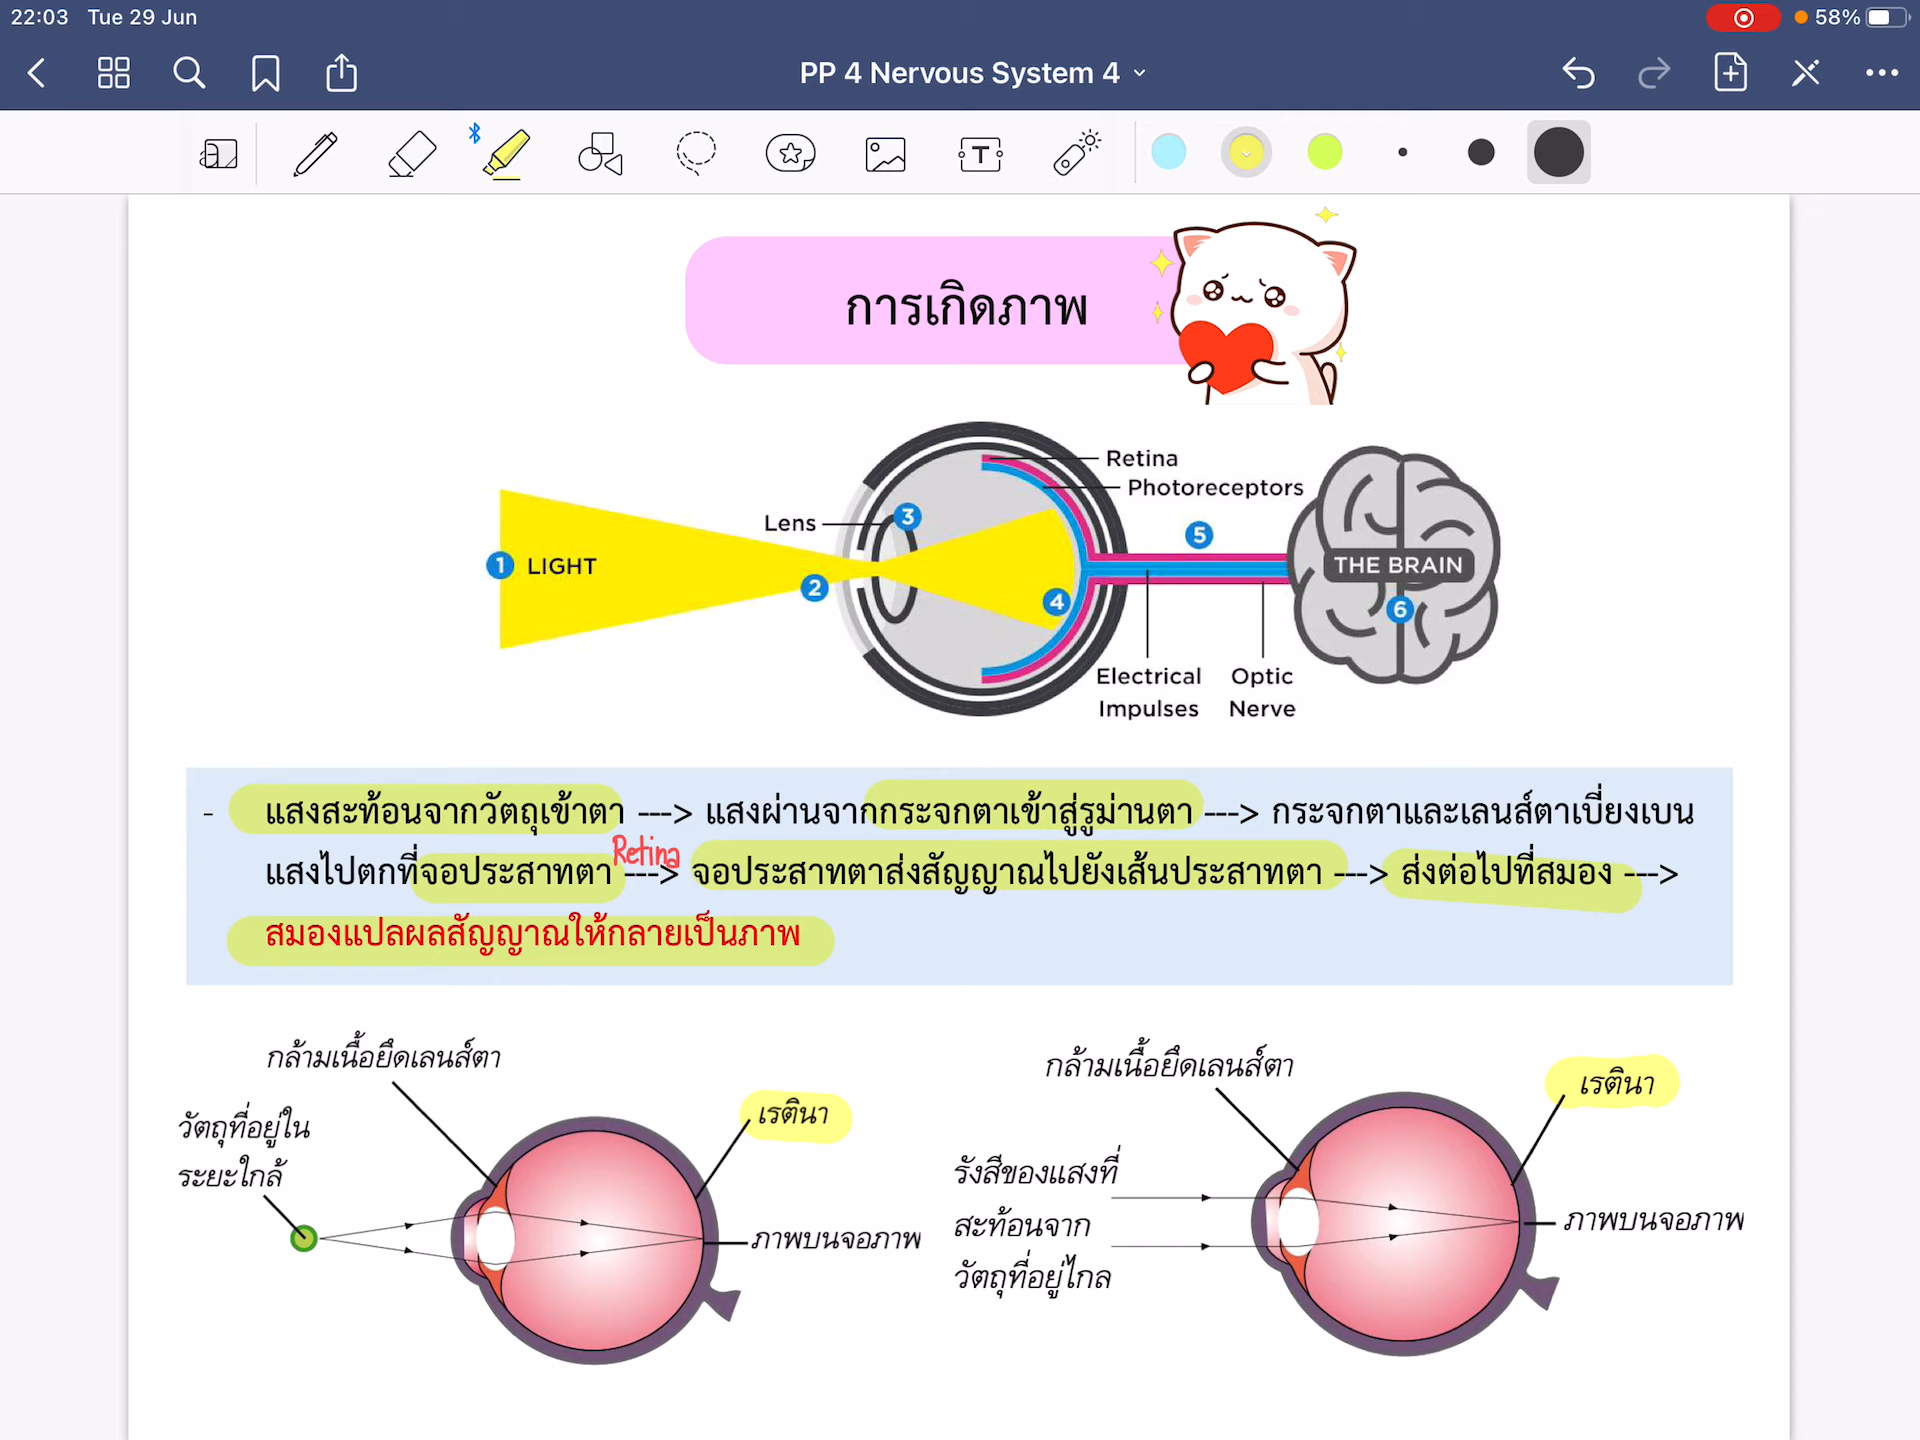 22:03 Tue 29 Jun
58%
PP 4 Nervous System 4
การเกิดภาพ
Retina
Photoreceptors
Lens
3
5
1 LIGHT
THE BRAIN
2
4
6
Electrical
Impulses
Optic
Nerve
- แสงสะท้อนจากวัตถุเข้าตา ---> แสงผ่านจากกระจกตาเข้าสู่รูม่านตา ---> กระจกตาและเลนส์ตาเบี่ยงเบน
Retina
แสงไปตกที่จอประสาทตา ---> จอประสาทตาส่งสัญญาณไปยังเส้นประสาทตา ---> ส่งต่อไปที่สมอง --->
สมองแปลผลสัญญาณให้กลายเป็นภาพ
กล้ามเนื้อยึดเลนส์ตา
เรตินา
วัตถุที่อยู่ใน
ระยะใกล้
ภาพบนจอภาพ
กล้ามเนื้อยึดเลนส์ตา
เรตินา
รังสีของแสงที่
สะท้อนจาก
วัตถุที่อยู่ไกล
ภาพบนจอภาพ